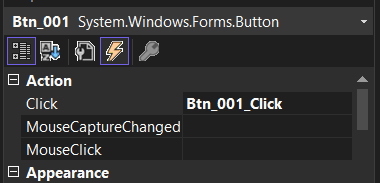 Btn_001 System.Windows.Forms.Button
Action
Click Btn_001_Click
MouseCaptureChanged
MouseClick
Appearance